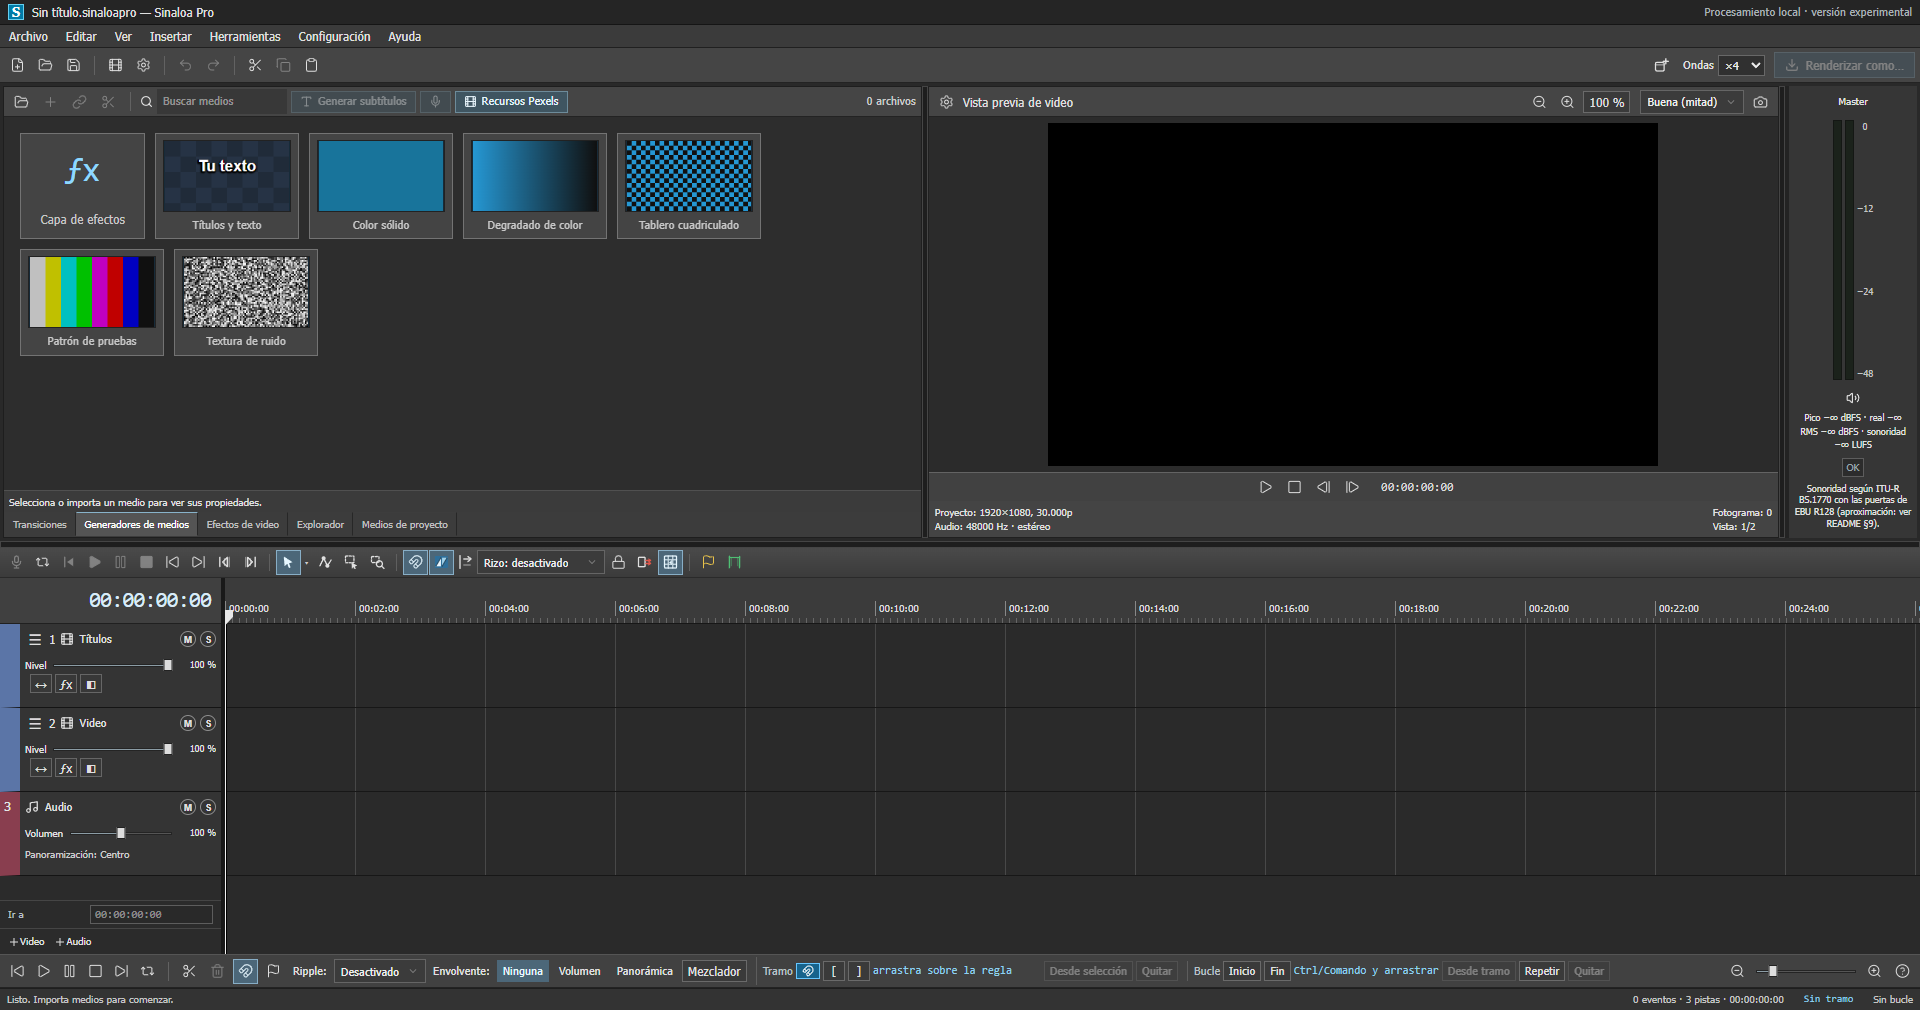 S Sin título.sinaloapro — Sinaloa Pro
Procesamiento local · versión experimental
Archivo Editar Ver Insertar Herramientas Configuración Ayuda
Ondas x4 Renderizar como...
Buscar medios Generar subtítulos Recursos Pexels 0 archivos
Vista previa de video 100 % Buena (mitad)
Master
fx
Capa de efectos
Tu texto
Títulos y texto
Color sólido
Degradado de color
Tablero cuadriculado
Patrón de pruebas
Textura de ruido
0
−12
−24
−48
Pico −∞ dBFS · real −∞
RMS −∞ dBFS · sonoridad
−∞ LUFS
OK
Sonoridad según ITU-R
BS.1770 con las puertas de
EBU R128 (aproximación: ver
README §9).
00:00:00:00
Proyecto: 1920×1080, 30.000p
Audio: 48000 Hz · estéreo
Fotograma: 0
Vista: 1/2
Selecciona o importa un medio para ver sus propiedades.
Transiciones Generadores de medios Efectos de video Explorador Medios de proyecto
Rizo: desactivado
00:00:00:00
00:00:00 00:02:00 00:04:00 00:06:00 00:08:00 00:10:00 00:12:00 00:14:00 00:16:00 00:18:00 00:20:00 00:22:00 00:24:00
1 Títulos M S
Nivel 100 %
fx
2 Video M S
Nivel 100 %
fx
3 Audio M S
Volumen 100 %
Panoramización: Centro
Ir a 00:00:00:00
+Video +Audio
Ripple: Desactivado Envolvente: Ninguna Volumen Panorámica Mezclador Tramo [ ] arrastra sobre la regla Desde selección Quitar Bucle Inicio Fin Ctrl/Comando y arrastrar Desde tramo Repetir Quitar
Listo. Importa medios para comenzar.
0 eventos · 3 pistas · 00:00:00:00 Sin tramo Sin bucle